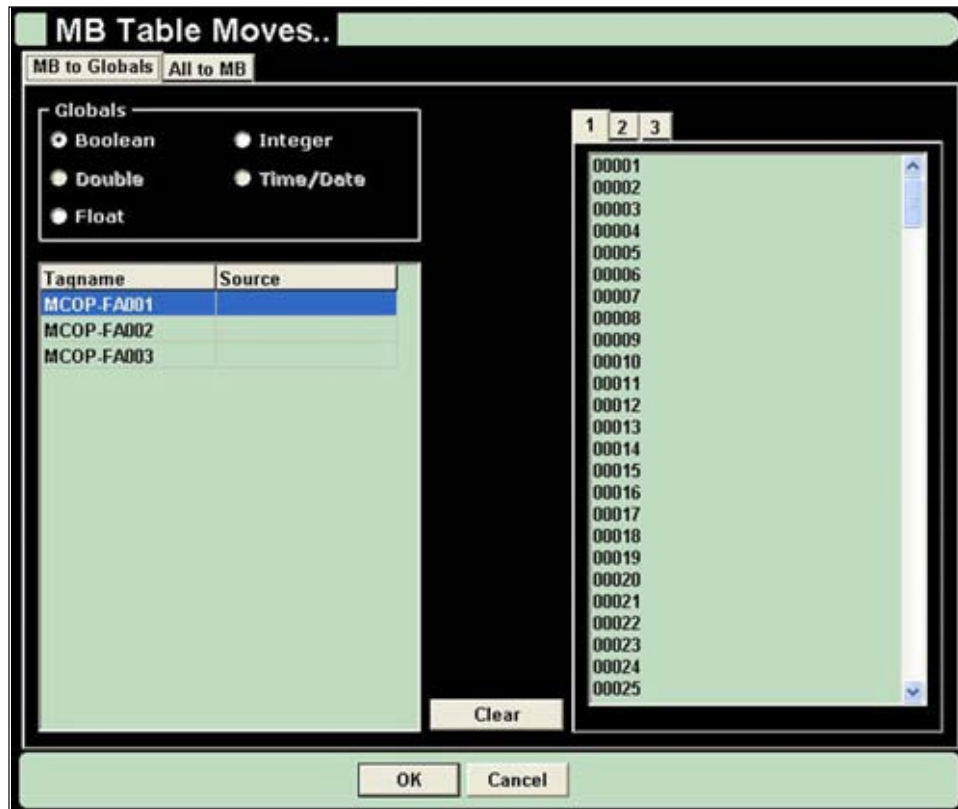 MB Table Moves..
MB to Globals All to MB
Globals
Boolean Integer
Double Time/Date
Float
Tagname Source
MCOP-FA001
MCOP-FA002
MCOP-FA003
1 2 3
00001
00002
00003
00004
00005
00006
00007
00008
00009
00010
00011
00012
00013
00014
00015
00016
00017
00018
00019
00020
00021
00022
00023
00024
00025
Clear
OK Cancel